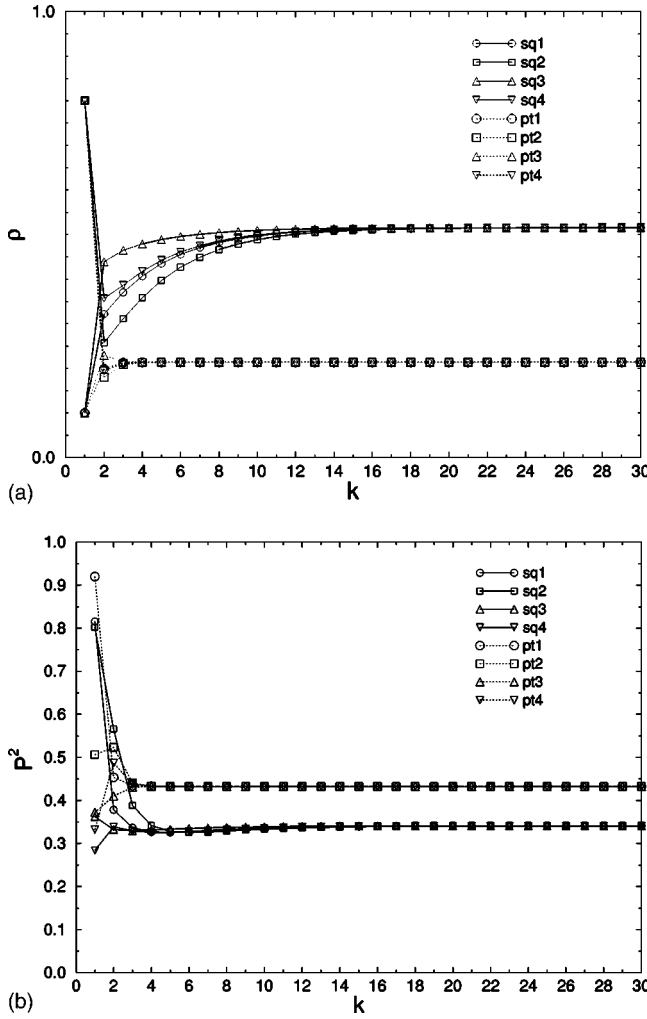 1.0
sq1
sq2
sq3
sq4
pt1
pt2
pt3
pt4
ρ
0.0
0 2 4 6 8 10 12 14 16 18 20 22 24 26 28 30
k
(a)
1.0
0.9
0.8
0.7
0.6
0.5
0.4
0.3
0.2
0.1
0.0
sq1
sq2
sq3
sq4
pt1
pt2
pt3
pt4
P²
0 2 4 6 8 10 12 14 16 18 20 22 24 26 28 30
k
(b)